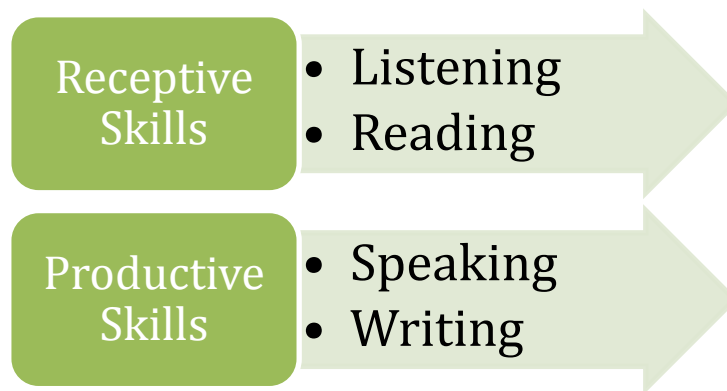 Receptive
Skills
• Listening
• Reading
Productive
Skills
• Speaking
• Writing